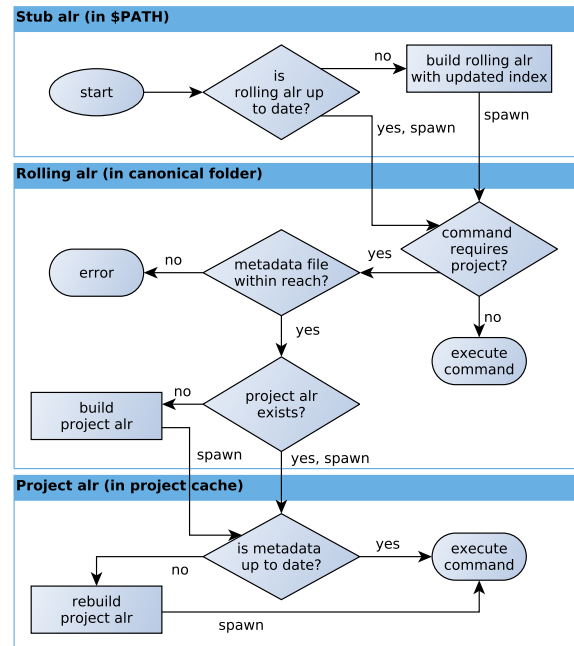 Stub alr (in $PATH)
start
is
rolling alr up
to date?
no
build rolling alr
with updated index
yes, spawn
spawn
Rolling alr (in canonical folder)
command
requires
project?
yes
no
execute
command
metadata file
within reach?
no
error
yes
project alr
exists?
no
build
project alr
spawn
yes, spawn
Project alr (in project cache)
is metadata
up to date?
yes
execute
command
no
rebuild
project alr
spawn